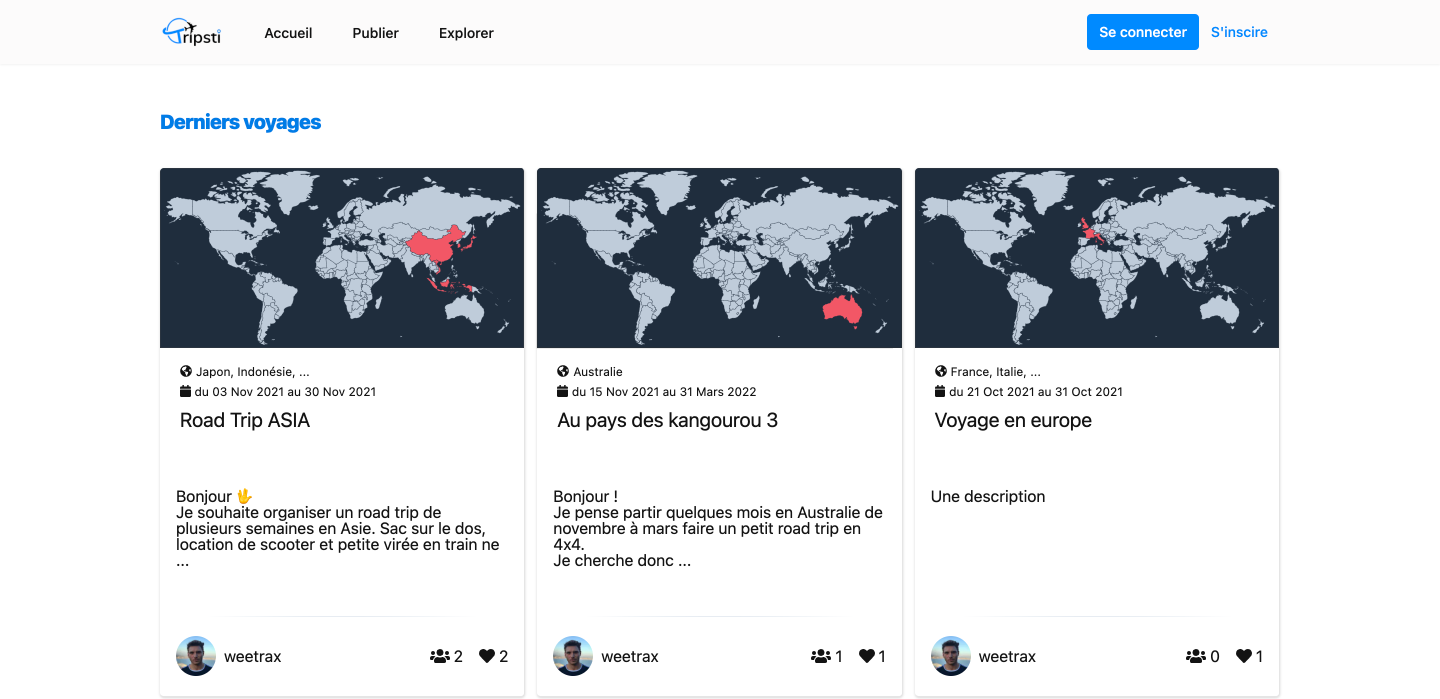 Tripsti
Accueil
Publier
Explorer
Se connecter
S'inscire
Derniers voyages
Japon, Indonésie, ...
du 03 Nov 2021 au 30 Nov 2021
Road Trip ASIA
Bonjour 🖖
Je souhaite organiser un road trip de
plusieurs semaines en Asie. Sac sur le dos,
location de scooter et petite virée en train ne
...
weetrax
2
2
Australie
du 15 Nov 2021 au 31 Mars 2022
Au pays des kangourou 3
Bonjour !
Je pense partir quelques mois en Australie de
novembre à mars faire un petit road trip en
4x4.
Je cherche donc ...
weetrax
1
1
France, Italie, ...
du 21 Oct 2021 au 31 Oct 2021
Voyage en europe
Une description
weetrax
0
1